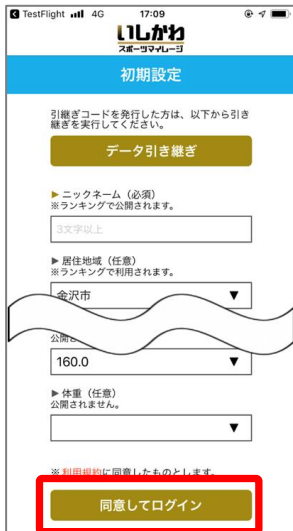 TestFlight 4G 17:09
いしかわ
スポーツマイレージ
初期設定
引継ぎコードを発行した方は、以下から引き
継ぎを実行してください。
データ引き継ぎ
▶ ニックネーム（必須）
※ランキングで公開されます。
3文字以上
▶ 居住地域（任意）
※ランキングで利用されます。
金沢市 ▼
160.0 ▼
▶ 体重（任意）
公開されません。
▼
※利用規約に同意したものとします。
同意してログイン